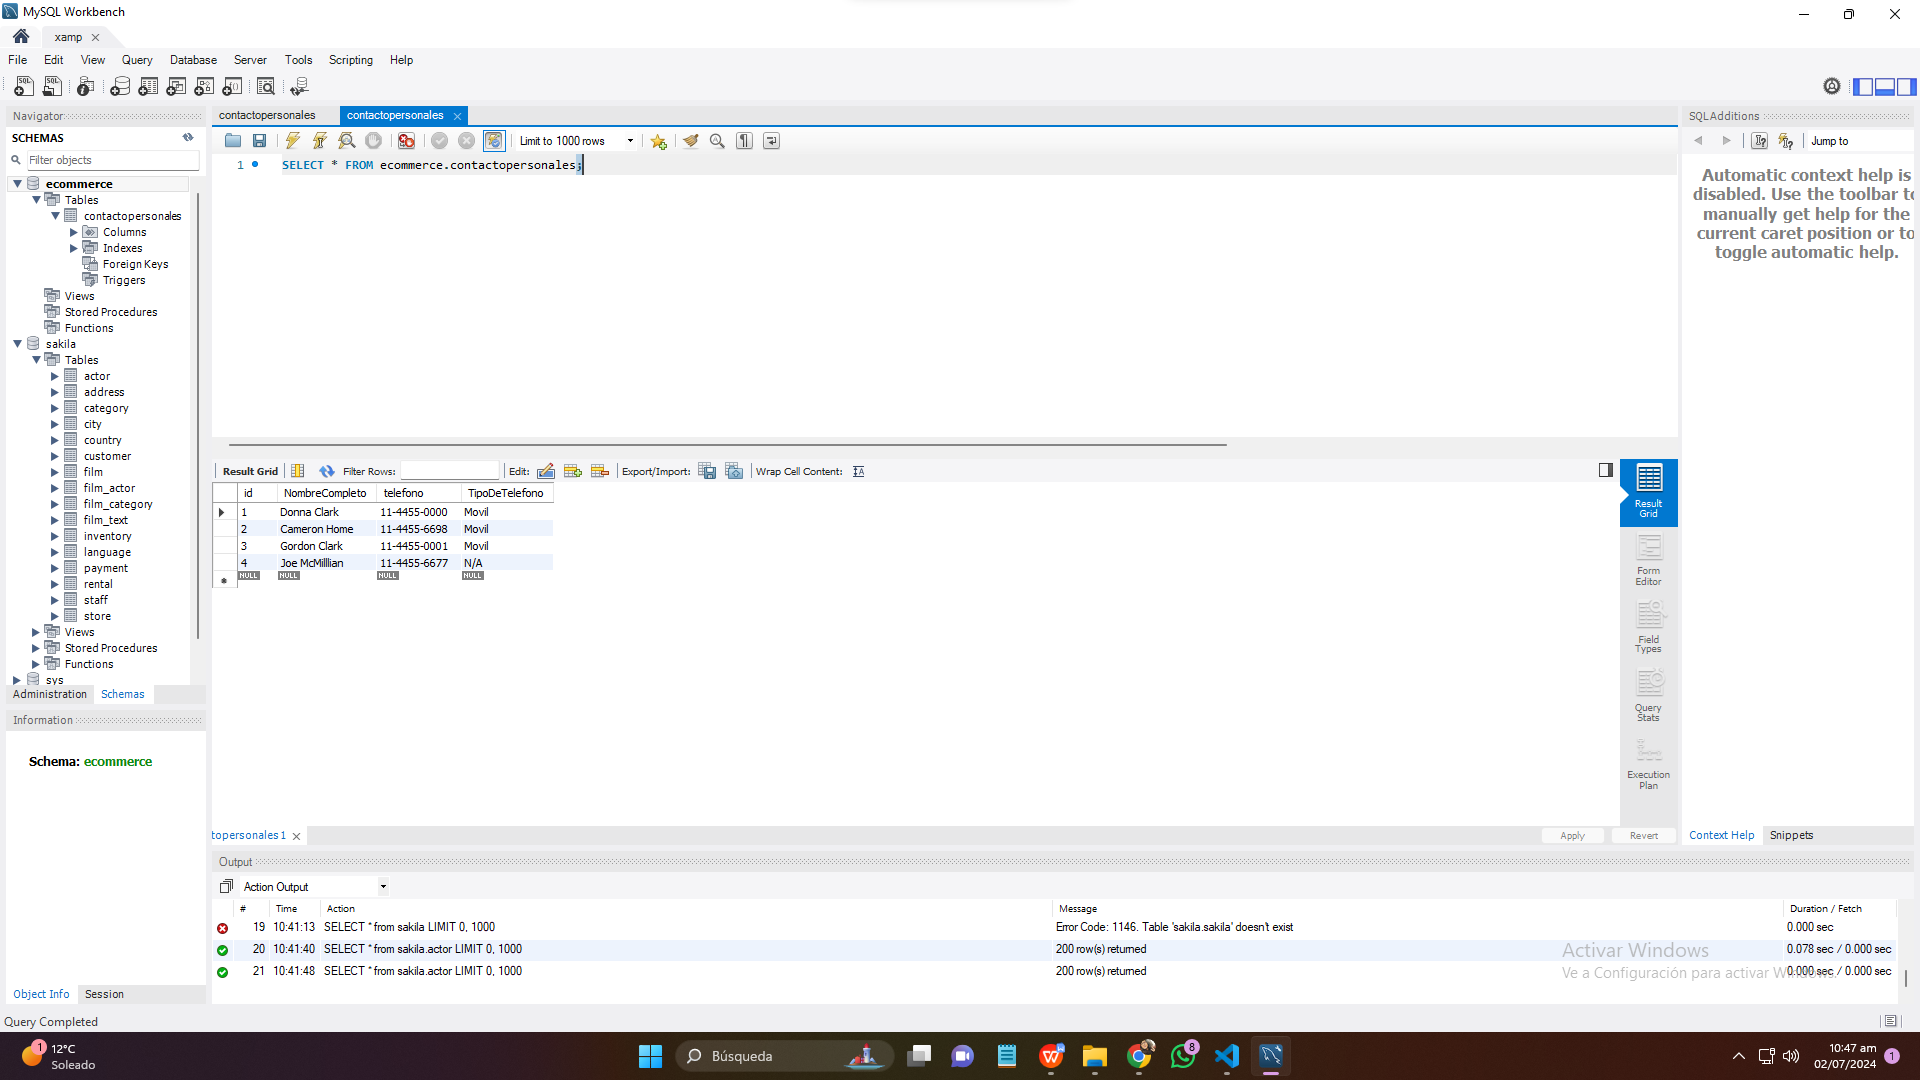 MySQL Workbench
xamp
File Edit View Query Database Server Tools Scripting Help
Navigator
SCHEMAS
Filter objects
ecommerce
Tables
contactopersonales
Columns
Indexes
Foreign Keys
Triggers
Views
Stored Procedures
Functions
sakila
Tables
actor
address
category
city
country
customer
film
film_actor
film_category
film_text
inventory
language
payment
rental
staff
store
Views
Stored Procedures
Functions
sys
Administration Schemas
Information
Schema: ecommerce
Object Info Session
contactopersonales contactopersonales
Limit to 1000 rows
1 SELECT * FROM ecommerce.contactopersonales;
Result Grid Filter Rows: Edit: Export/Import: Wrap Cell Content:
id NombreCompleto telefono TipoDeTelefono
1 Donna Clark 11-4455-0000 Movil
2 Cameron Home 11-4455-6698 Movil
3 Gordon Clark 11-4455-0001 Movil
4 Joe McMillian 11-4455-6677 N/A
NULL NULL NULL NULL
Result
Grid
Form
Editor
Field
Types
Query
Stats
Execution
Plan
topersonales 1
Apply Revert
SQLAdditions
Jump to
Automatic context help is
disabled. Use the toolbar to
manually get help for the
current caret position or to
toggle automatic help.
Context Help Snippets
Output
Action Output
# Time Action Message Duration / Fetch
19 10:41:13 SELECT * from sakila LIMIT 0, 1000 Error Code: 1146. Table 'sakila.sakila' doesn't exist 0.000 sec
20 10:41:40 SELECT * from sakila.actor LIMIT 0, 1000 200 row(s) returned 0.078 sec / 0.000 sec
21 10:41:48 SELECT * from sakila.actor LIMIT 0, 1000 200 row(s) returned 0.000 sec / 0.000 sec
Activar Windows
Ve a Configuración para activar Windows.
Query Completed
1
12°C
Soleado
Búsqueda
8
10:47 am
02/07/2024
1